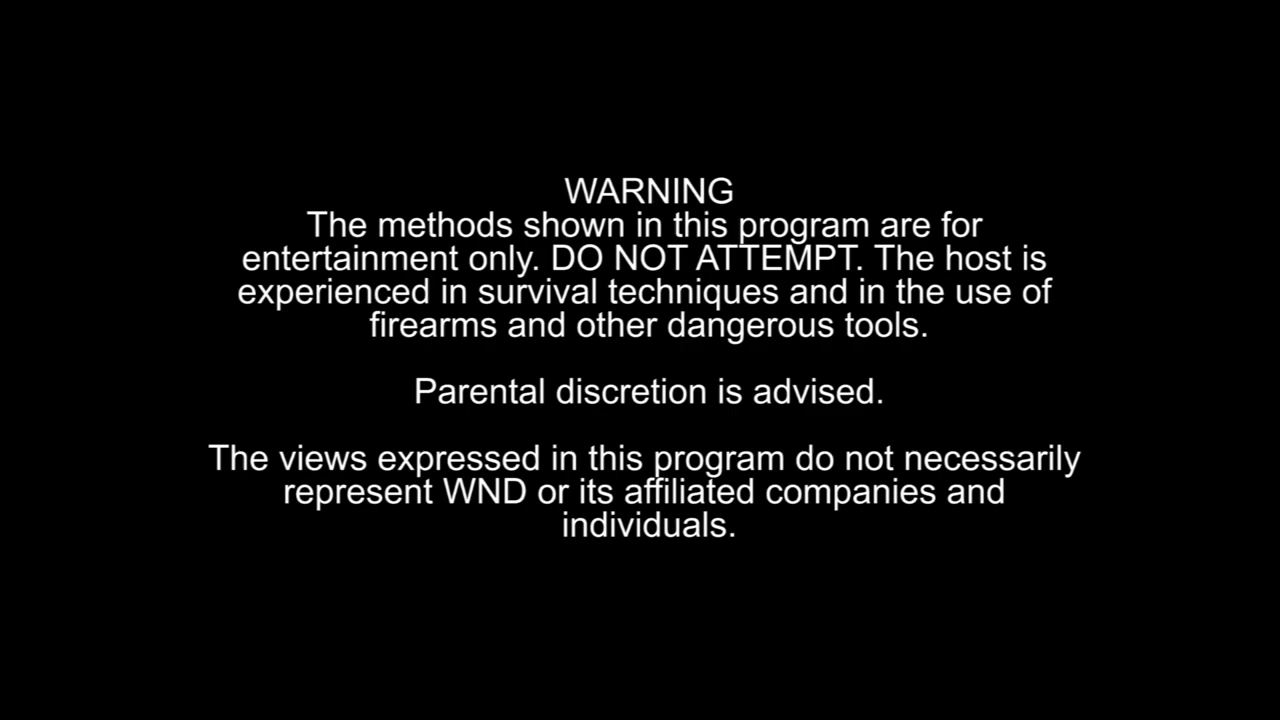 WARNING
The methods shown in this program are for
entertainment only. DO NOT ATTEMPT. The host is
experienced in survival techniques and in the use of
firearms and other dangerous tools.
Parental discretion is advised.
The views expressed in this program do not necessarily
represent WND or its affiliated companies and
individuals.